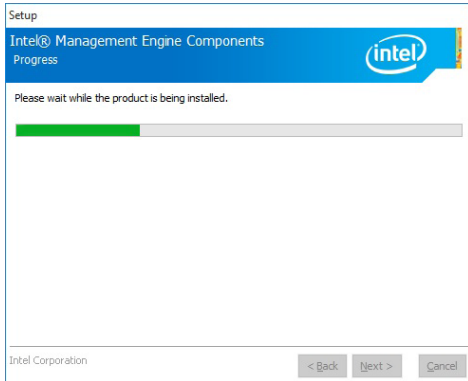 Setup
Intel® Management Engine Components
Progress
intel
Please wait while the product is being installed.
Intel Corporation
< Back Next > Cancel